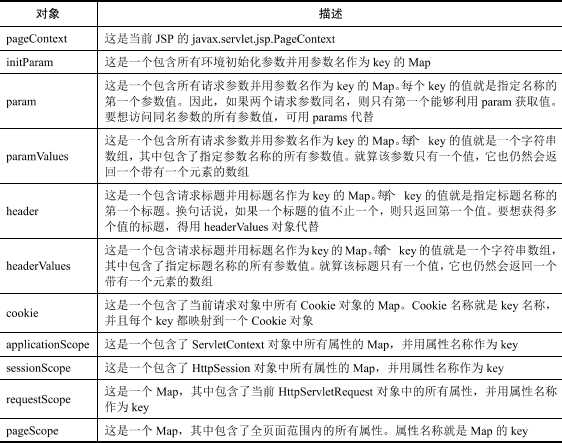 对象 描述
pageContext 这是当前 JSP 的 javax.servlet.jsp.PageContext
initParam 这是一个包含所有环境初始化参数并用参数名作为 key 的 Map
param 这是一个包含所有请求参数并用参数名作为 key 的 Map。每个 key 的值就是指定名称的
第一个参数值。因此，如果两个请求参数同名，则只有第一个能够利用 param 获取值。
要想访问同名参数的所有参数值，可用 params 代替
paramValues 这是一个包含所有请求参数并用参数名作为 key 的 Map。每个 key 的值就是一个字符串
数组，其中包含了指定参数名称的所有参数值。就算该参数只有一个值，它也仍然会返
回一个带有一个元素的数组
header 这是一个包含请求标题并用标题名作为 key 的 Map。每个 key 的值就是指定标题名称的
第一个标题。换句话说，如果一个标题的值不止一个，则只返回第一个值。要想获得多
个值的标题，得用 headerValues 对象代替
headerValues 这是一个包含请求标题并用标题名作为 key 的 Map。每个 key 的值就是一个字符串数组，
其中包含了指定标题名称的所有参数值。就算该标题只有一个值，它也仍然会返回一个
带有一个元素的数组
cookie 这是一个包含了当前请求对象中所有 Cookie 对象的 Map。Cookie 名称就是 key 名称，
并且每个 key 都映射到一个 Cookie 对象
applicationScope 这是一个包含了 ServletContext 对象中所有属性的 Map，并用属性名称作为 key
sessionScope 这是一个包含了 HttpSession 对象中所有属性的 Map，并用属性名称作为 key
requestScope 这是一个 Map，其中包含了当前 HttpServletRequest 对象中的所有属性，并用属性名称
作为 key
pageScope 这是一个 Map，其中包含了全页面范围内的所有属性。属性名称就是 Map 的 key